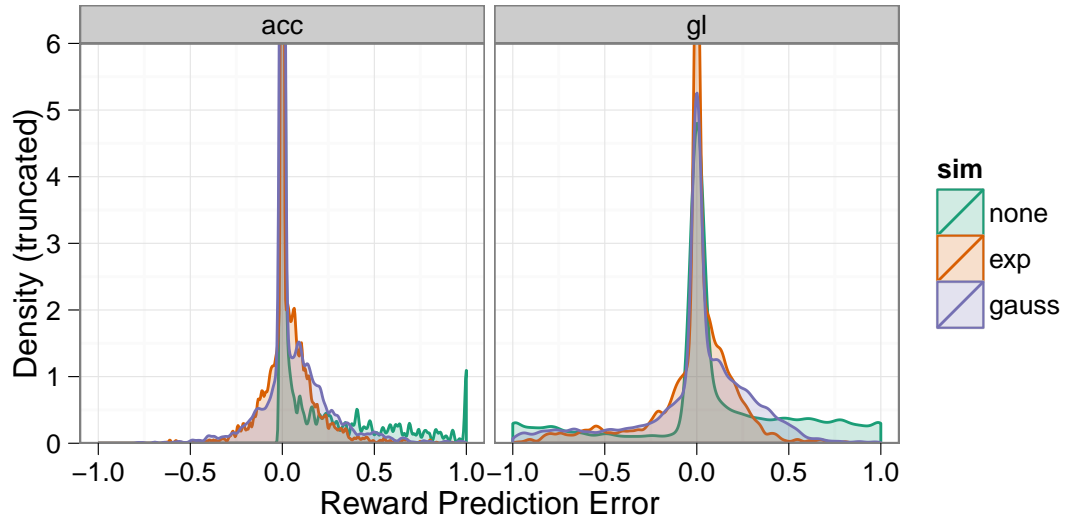 acc
gl
Density (truncated)
6
5
4
3
2
1
0
−1.0 −0.5 0.0 0.5 1.0
−1.0 −0.5 0.0 0.5 1.0
Reward Prediction Error
sim
none
exp
gauss